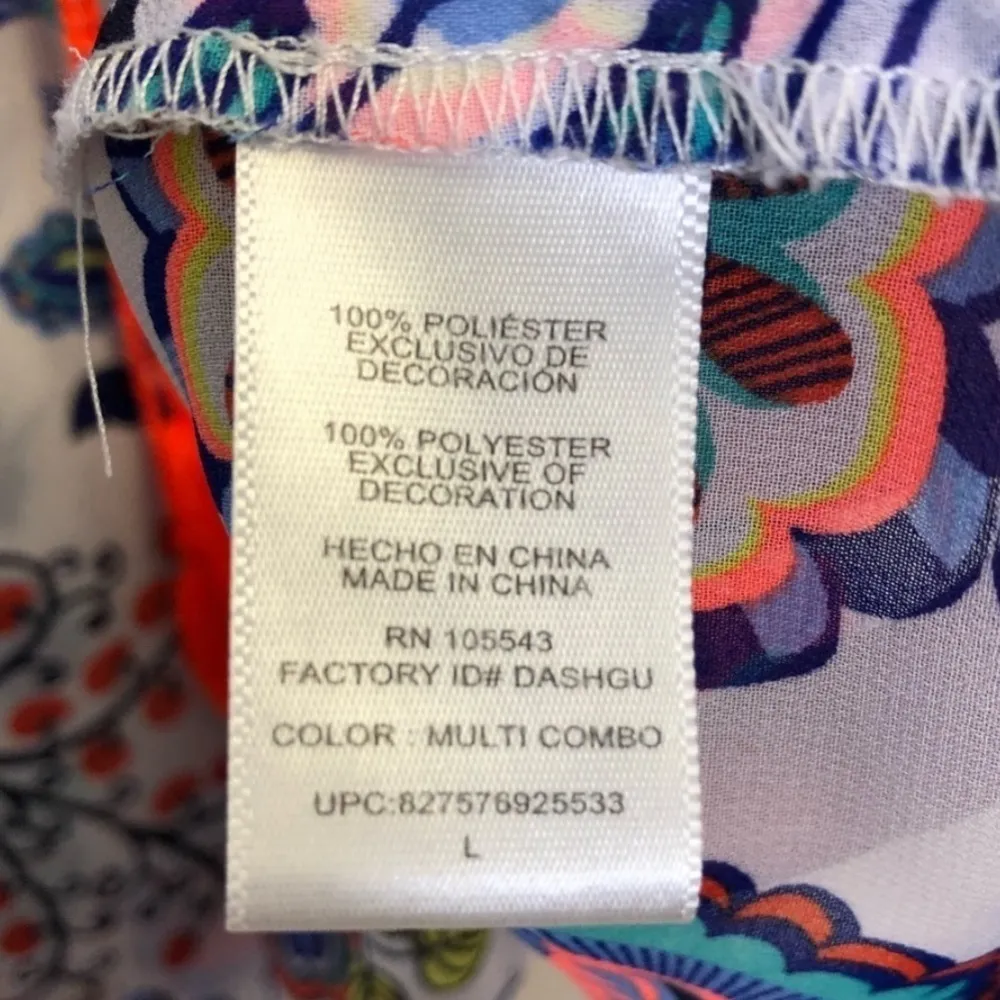 100% POLIÉSTER
EXCLUSIVO DE
DECORACIÓN
100% POLYESTER
EXCLUSIVE OF
DECORATION
HECHO EN CHINA
MADE IN CHINA
RN 105543
FACTORY ID# DASHGU
COLOR : MULTI COMBO
UPC:827576925533
L